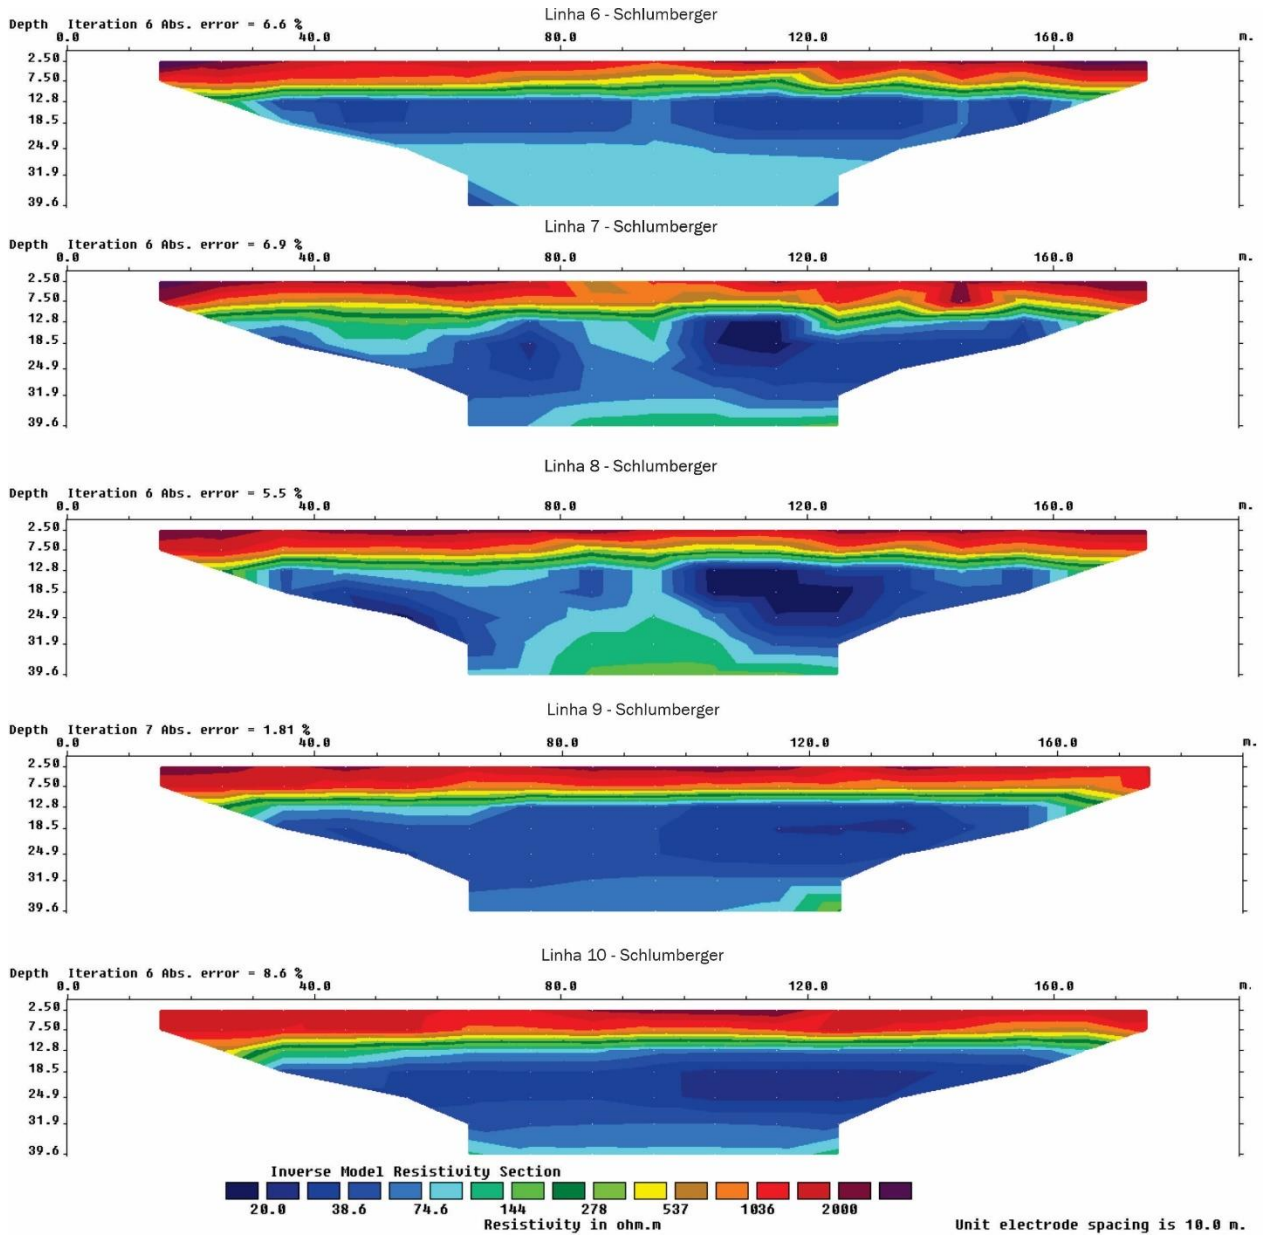 Linha 6 - Schlumberger
Depth Iteration 6 Abs. error = 6.6 %
0.0 40.0 80.0 120.0 160.0 m.
2.50
7.50
12.8
18.5
24.9
31.9
39.6
Linha 7 - Schlumberger
Depth Iteration 6 Abs. error = 6.9 %
0.0 40.0 80.0 120.0 160.0 m.
2.50
7.50
12.8
18.5
24.9
31.9
39.6
Linha 8 - Schlumberger
Depth Iteration 6 Abs. error = 5.5 %
0.0 40.0 80.0 120.0 160.0 m.
2.50
7.50
12.8
18.5
24.9
31.9
39.6
Linha 9 - Schlumberger
Depth Iteration 7 Abs. error = 1.81 %
0.0 40.0 80.0 120.0 160.0 m.
2.50
7.50
12.8
18.5
24.9
31.9
39.6
Linha 10 - Schlumberger
Depth Iteration 6 Abs. error = 8.6 %
0.0 40.0 80.0 120.0 160.0 m.
2.50
7.50
12.8
18.5
24.9
31.9
39.6
Inverse Model Resistivity Section
20.0 38.6 74.6 144 278 537 1036 2000
Resistivity in ohm.m Unit electrode spacing is 10.0 m.